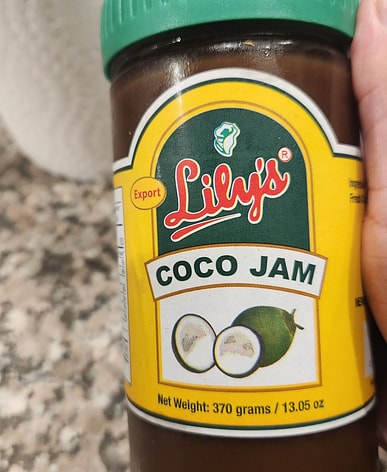 Export
Lily's®
COCO JAM
Net Weight: 370 grams / 13.05 oz